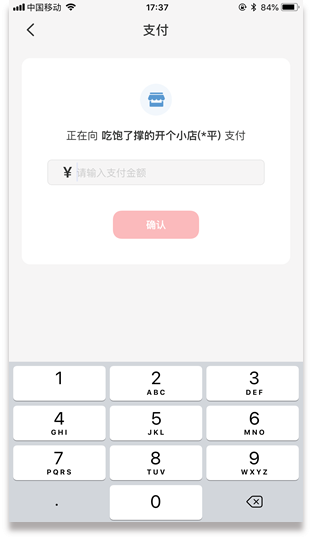 中国移动 17:37 84%
支付
正在向 吃饱了撑的开个小店(*平) 支付
¥ 请输入支付金额
确认
1 2 3
ABC DEF
4 5 6
GHI JKL MNO
7 8 9
PQRS TUV WXYZ
. 0